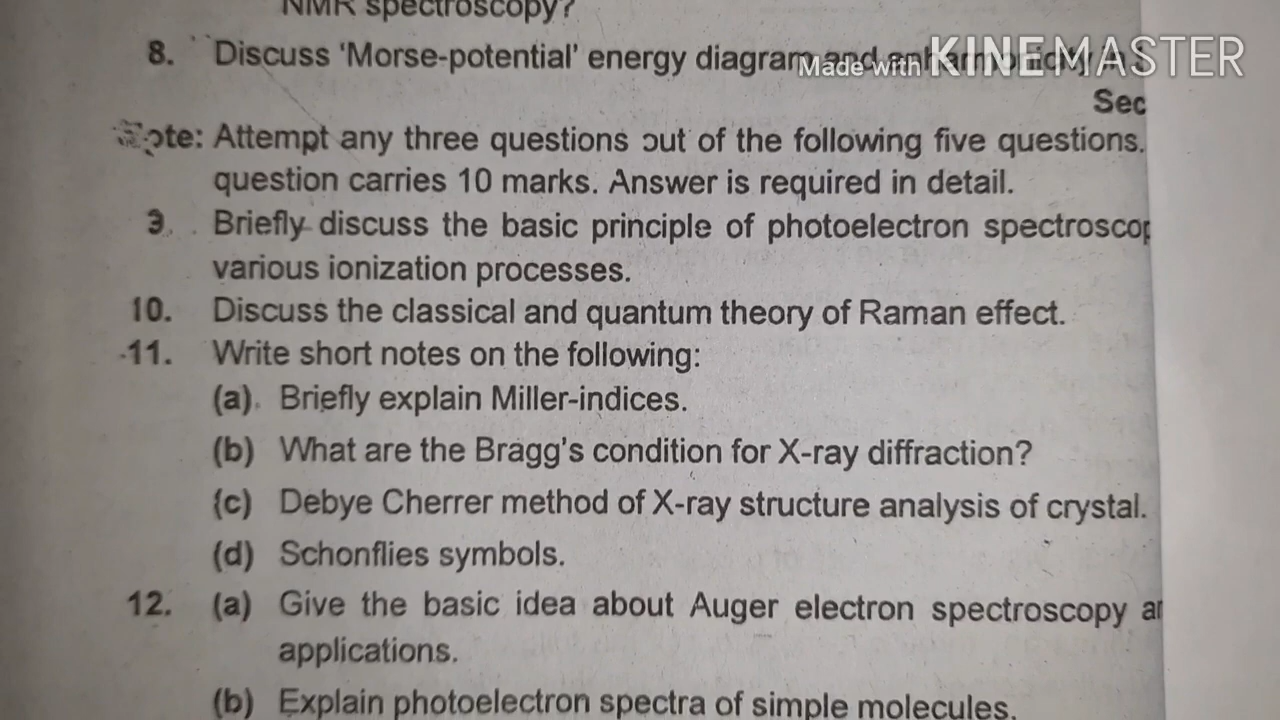 NMR spectroscopy?
8. Discuss 'Morse-potential' energy diagram and anharmonicity in
Made with KINEMASTER
Sec
Note: Attempt any three questions out of the following five questions.
question carries 10 marks. Answer is required in detail.
9. Briefly discuss the basic principle of photoelectron spectroscop
various ionization processes.
10. Discuss the classical and quantum theory of Raman effect.
11. Write short notes on the following:
(a). Briefly explain Miller-indices.
(b) What are the Bragg's condition for X-ray diffraction?
(c) Debye Cherrer method of X-ray structure analysis of crystal.
(d) Schonflies symbols.
12. (a) Give the basic idea about Auger electron spectroscopy an
applications.
(b) Explain photoelectron spectra of simple molecules.